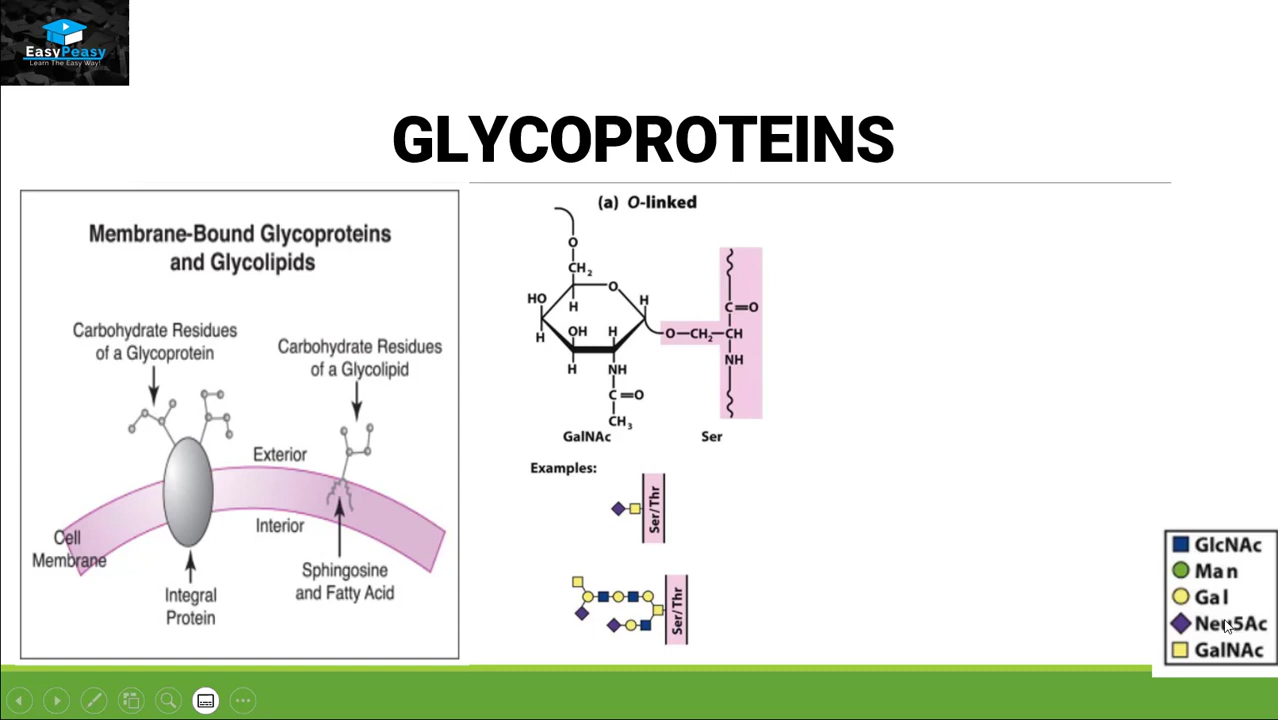 EasyPeasy
Learn The Easy Way!
GLYCOPROTEINS
Membrane-Bound Glycoproteins
and Glycolipids
Carbohydrate Residues
of a Glycoprotein
Carbohydrate Residues
of a Glycolipid
Exterior
Interior
Cell
Membrane
Integral
Protein
Sphingosine
and Fatty Acid
(a) O-linked
O
CH2
O
HO
H
H
H
OH
H
H
NH
C=O
CH3
O—CH2—CH
C=O
NH
GalNAc
Ser
Examples:
Ser/Thr
Ser/Thr
GlcNAc
Man
Gal
Neu5Ac
GalNAc